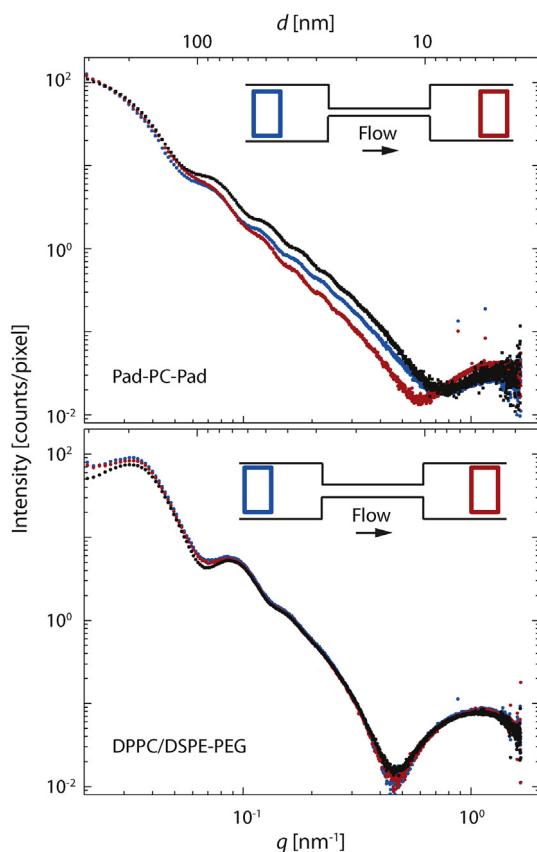 d [nm]
100
10
10²
Flow
10⁰
Pad-PC-Pad
10⁻²
Intensity [counts/pixel]
10²
Flow
10⁰
DPPC/DSPE-PEG
10⁻²
10⁻¹
10⁰
q [nm⁻¹]